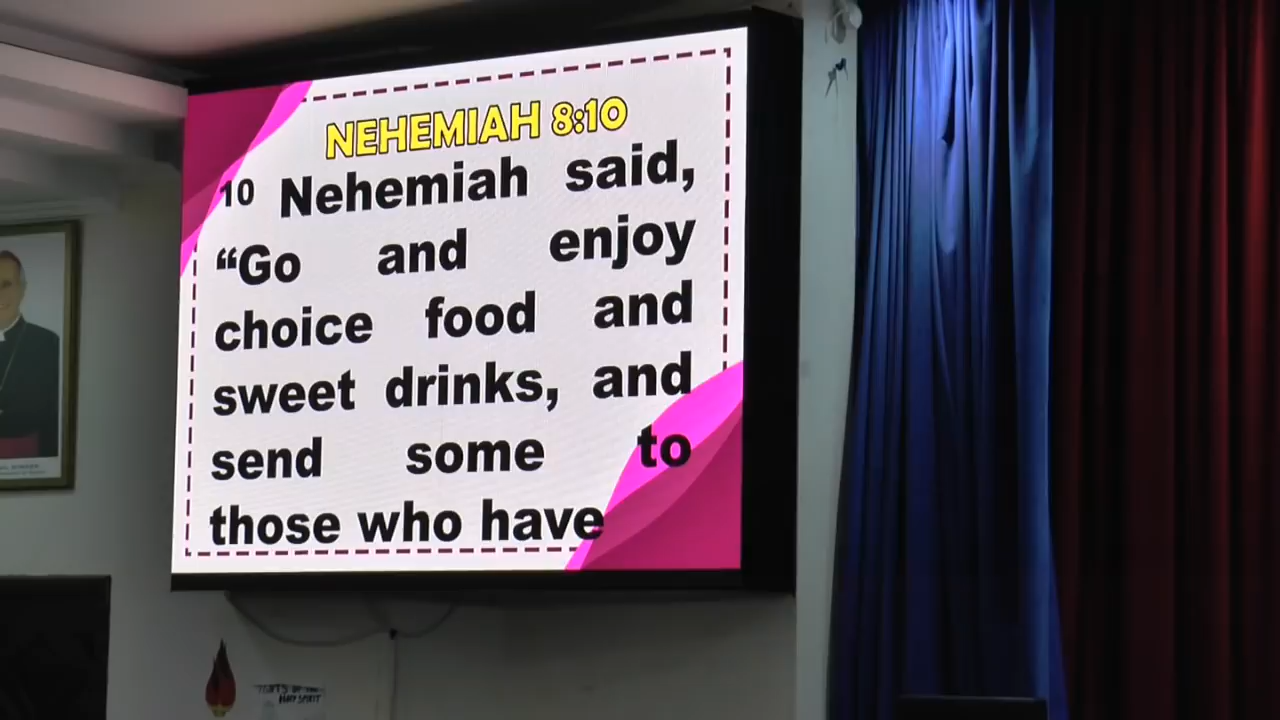 NEHEMIAH 8:10
10 Nehemiah said,
“Go and enjoy
choice food and
sweet drinks, and
send some to
those who have